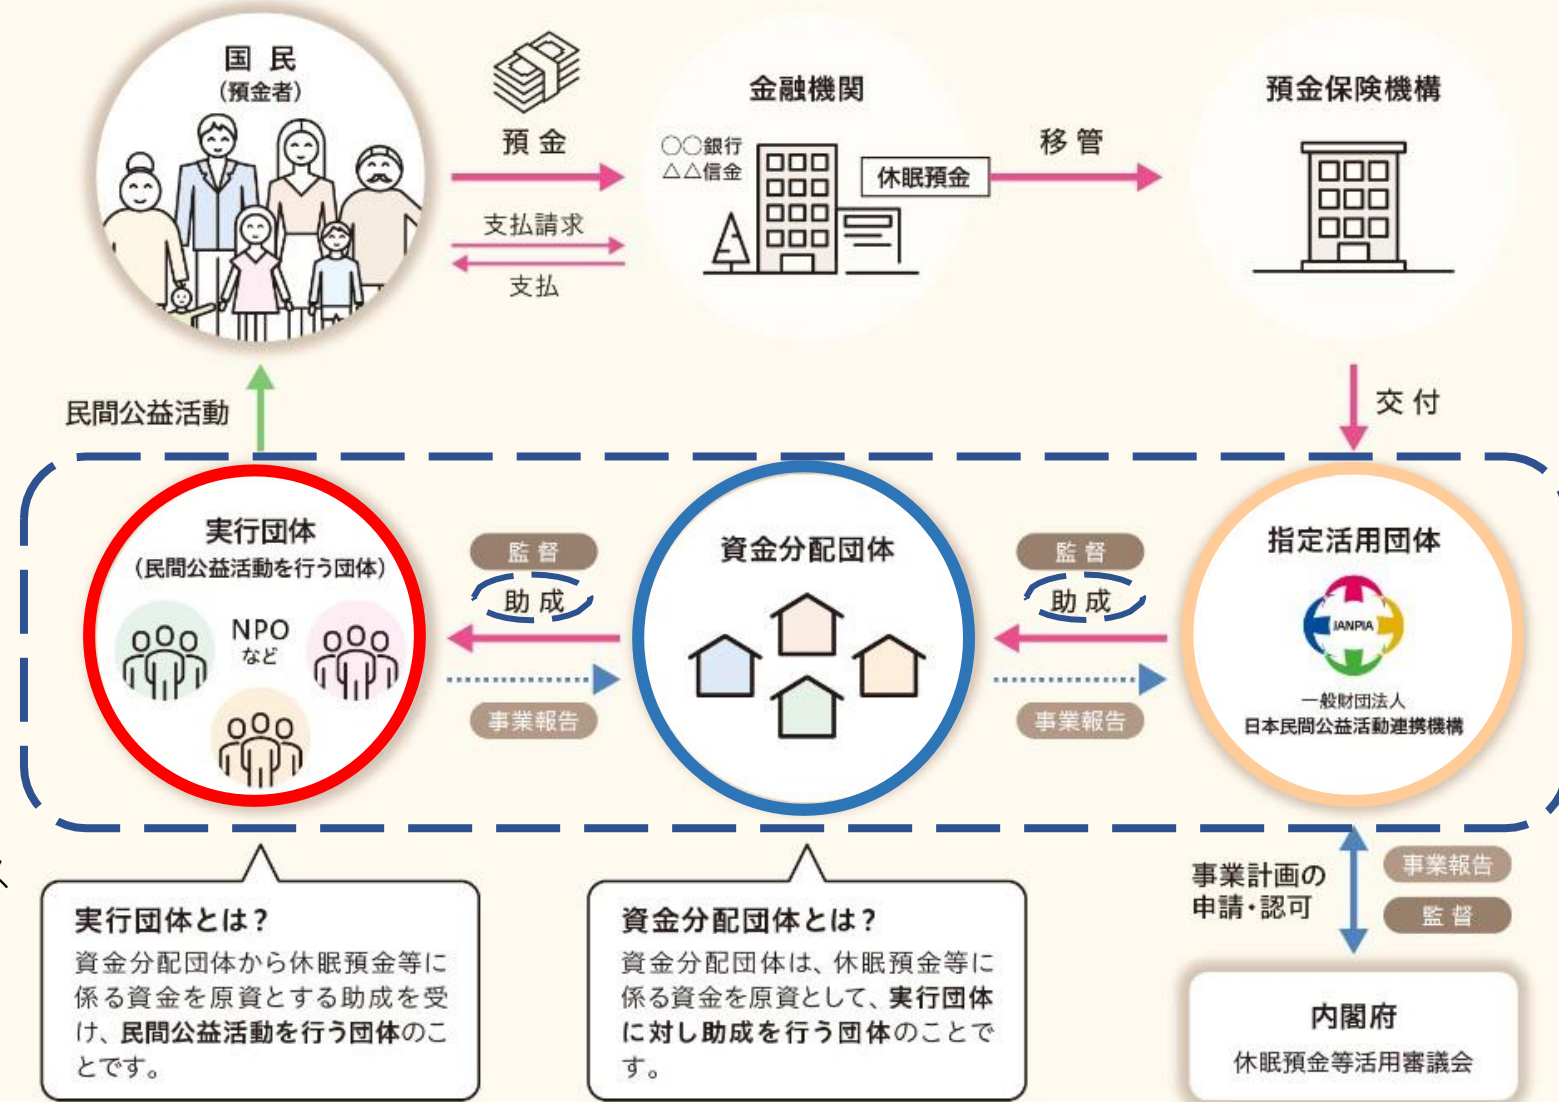 国 民
(預金者)
預 金
支払請求
支払
金融機関
〇〇銀行
△△信金
休眠預金
移 管
預金保険機構
交 付
民間公益活動
実行団体
(民間公益活動を行う団体)
NPO
など
監 督
助 成
事業報告
資金分配団体
監 督
助 成
事業報告
指定活用団体
JANPIA
一般財団法人
日本民間公益活動連携機構
実行団体とは？
資金分配団体から休眠預金等に
係る資金を原資とする助成を受
け、民間公益活動を行う団体のこ
とです。
資金分配団体とは？
資金分配団体は、休眠預金等に
係る資金を原資として、実行団体
に対し助成を行う団体のことで
す。
事業計画の
申請・認可
事業報告
監 督
内閣府
休眠預金等活用審議会